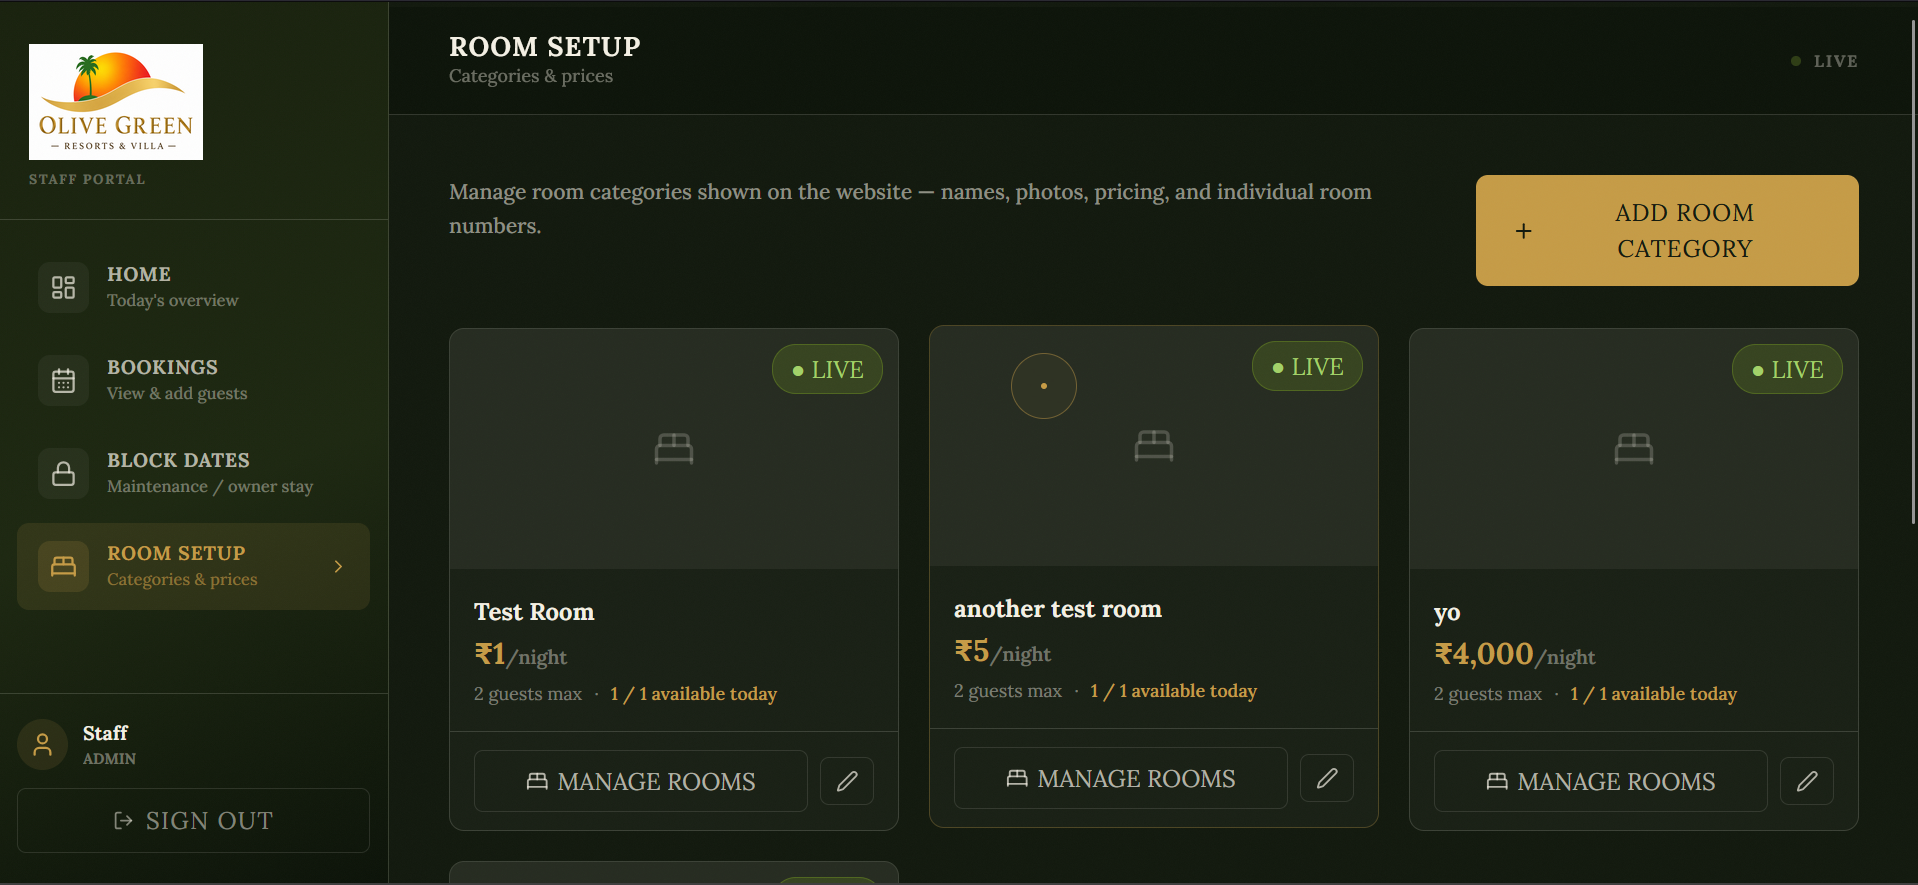 OLIVE GREEN
— RESORTS & VILLA —
STAFF PORTAL
HOME
Today's overview
BOOKINGS
View & add guests
BLOCK DATES
Maintenance / owner stay
ROOM SETUP
Categories & prices
Staff
ADMIN
SIGN OUT
ROOM SETUP
Categories & prices
LIVE
Manage room categories shown on the website — names, photos, pricing, and individual room
numbers.
+ ADD ROOM
CATEGORY
● LIVE
Test Room
₹1/night
2 guests max · 1 / 1 available today
MANAGE ROOMS
● LIVE
another test room
₹5/night
2 guests max · 1 / 1 available today
MANAGE ROOMS
● LIVE
yo
₹4,000/night
2 guests max · 1 / 1 available today
MANAGE ROOMS